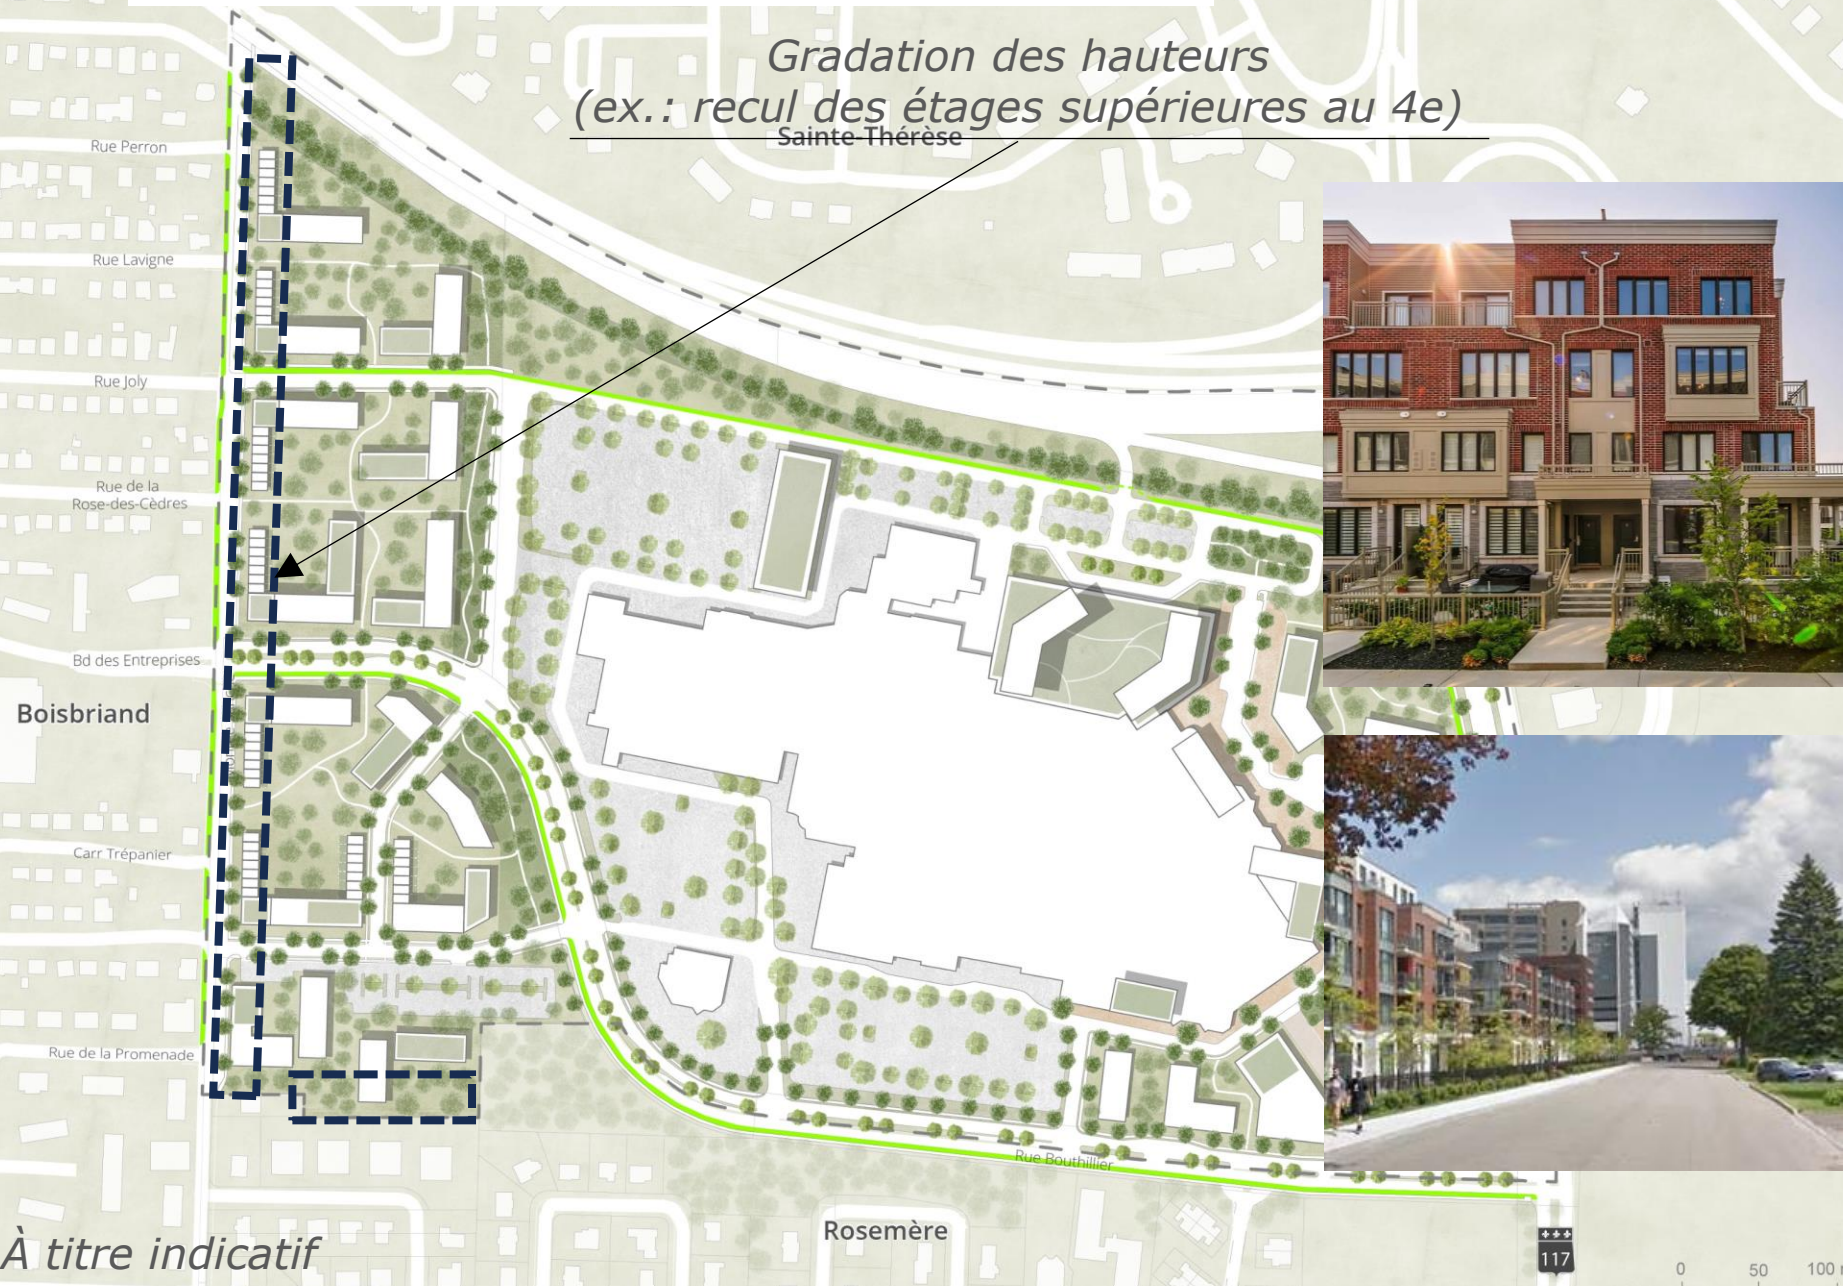 Gradation des hauteurs
(ex.: recul des étages supérieures au 4e)
Sainte-Thérèse
Rue Perron
Rue Lavigne
Rue Joly
Rue de la
Rose-des-Cèdres
Bd des Entreprises
Boisbriand
Carr Trépanier
Rue de la Promenade
Rue Bouthillier
Rosemère
À titre indicatif
117
0 50 100